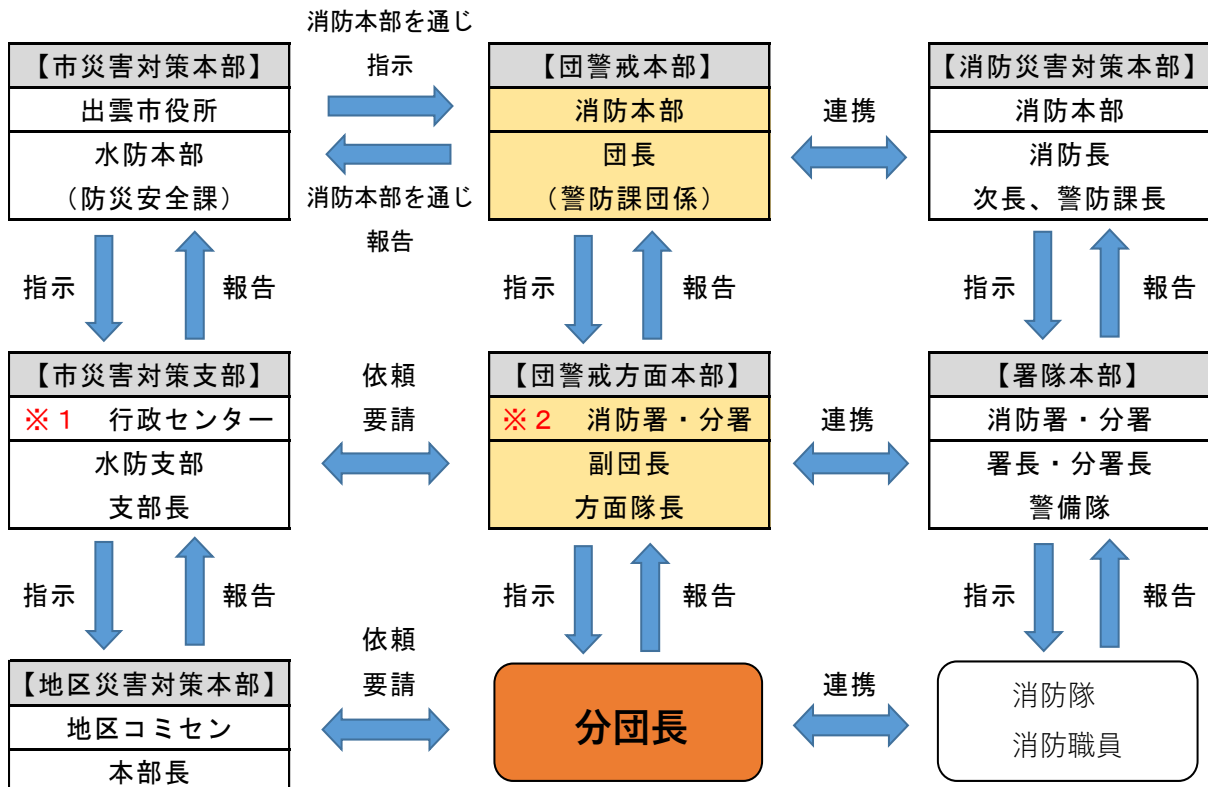 消防本部を通じ
指示
【市災害対策本部】
出雲市役所
水防本部
（防災安全課）
消防本部を通じ
報告
【団警戒本部】
消防本部
団長
（警防課団係）
連携
【消防災害対策本部】
消防本部
消防長
次長、警防課長
指示
報告
指示
報告
指示
報告
【市災害対策支部】
※１　行政センター
水防支部
支部長
依頼
要請
【団警戒方面本部】
※２　消防署・分署
副団長
方面隊長
連携
【署隊本部】
消防署・分署
署長・分署長
警備隊
指示
報告
指示
報告
指示
報告
【地区災害対策本部】
地区コミセン
本部長
依頼
要請
分団長
連携
消防隊
消防職員